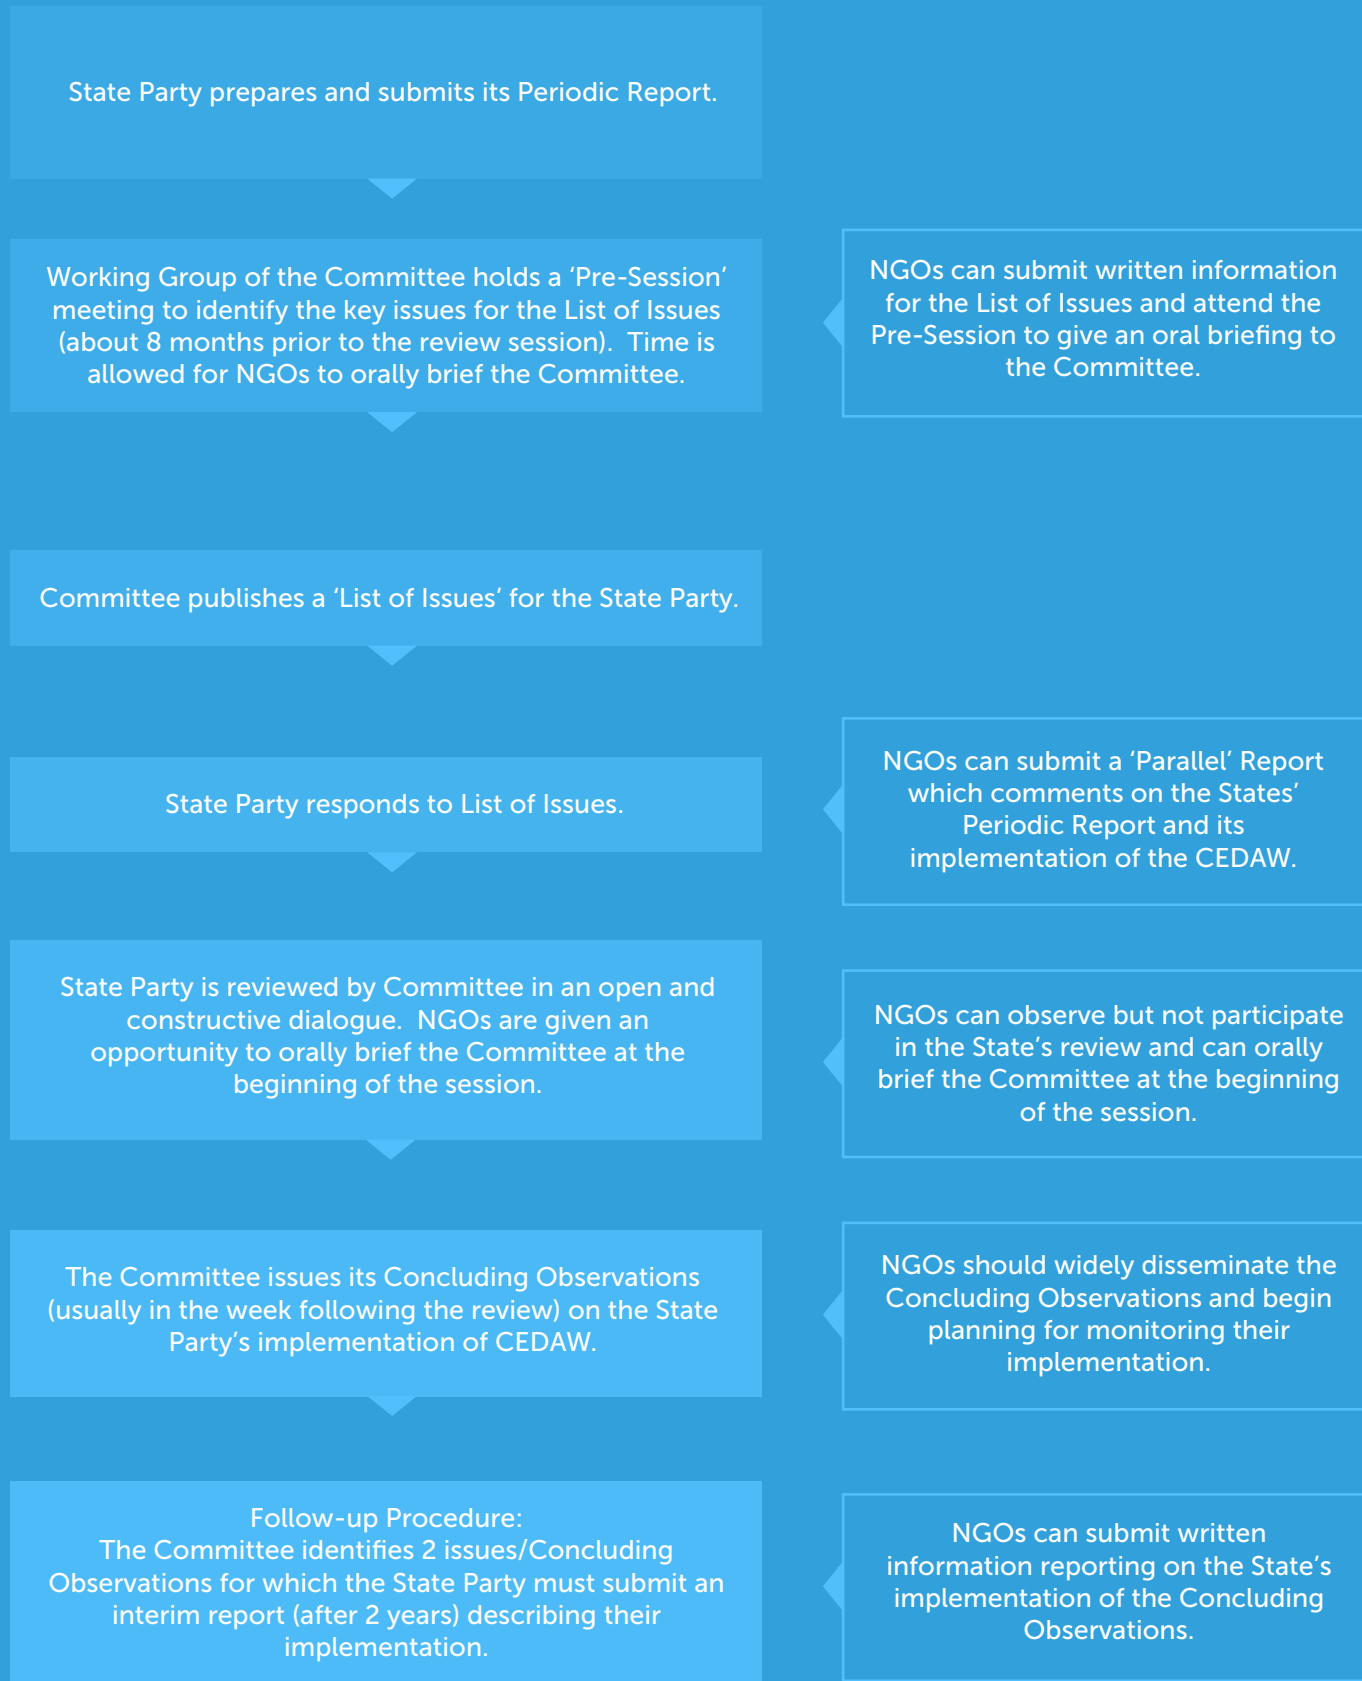 State Party prepares and submits its Periodic Report.
Working Group of the Committee holds a ‘Pre-Session’
meeting to identify the key issues for the List of Issues
(about 8 months prior to the review session).  Time is
allowed for NGOs to orally brief the Committee.
NGOs can submit written information
for the List of Issues and attend the
Pre-Session to give an oral briefing to
the Committee.
Committee publishes a ‘List of Issues’ for the State Party.
State Party responds to List of Issues.
NGOs can submit a ‘Parallel’ Report
which comments on the States’
Periodic Report and its
implementation of the CEDAW.
State Party is reviewed by Committee in an open and
constructive dialogue.  NGOs are given an
opportunity to orally brief the Committee at the
beginning of the session.
NGOs can observe but not participate
in the State’s review and can orally
brief the Committee at the beginning
of the session.
The Committee issues its Concluding Observations
(usually in the week following the review) on the State
Party’s implementation of CEDAW.
NGOs should widely disseminate the
Concluding Observations and begin
planning for monitoring their
implementation.
Follow-up Procedure:
The Committee identifies 2 issues/Concluding
Observations for which the State Party must submit an
interim report (after 2 years) describing their
implementation.
NGOs can submit written
information reporting on the State’s
implementation of the Concluding
Observations.